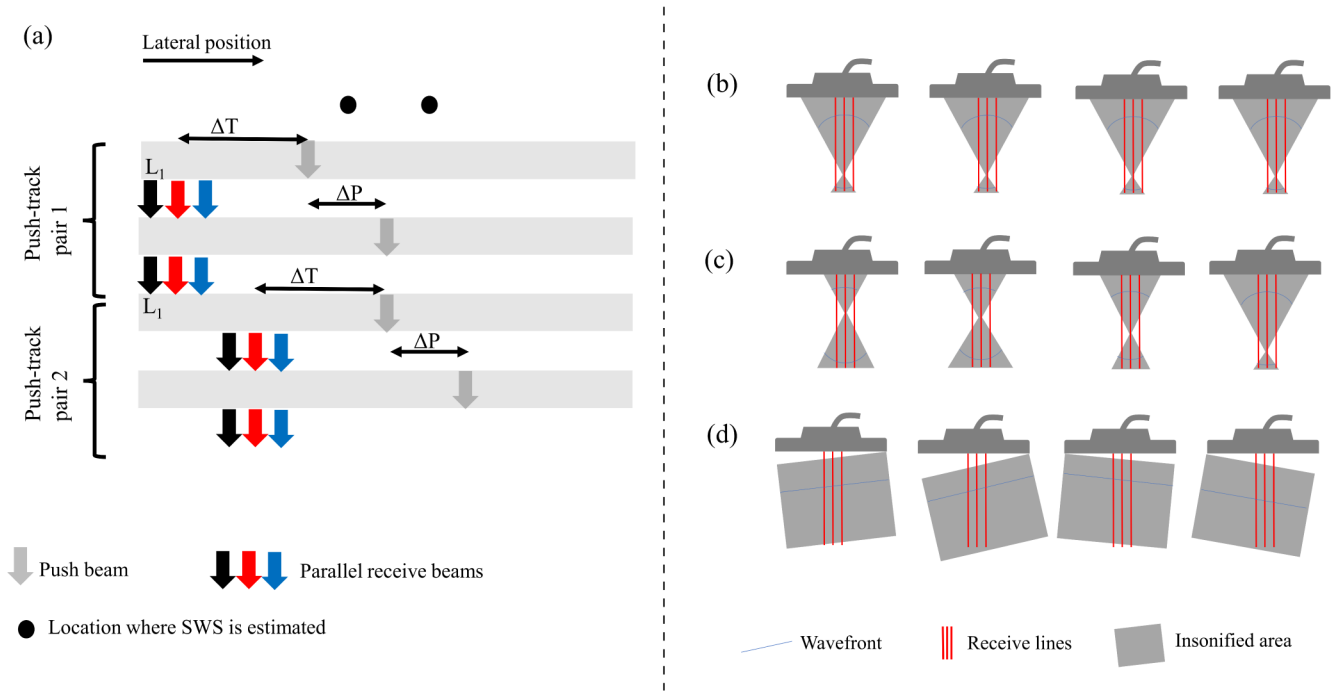 (a)
Lateral position
ΔT
L1
Push-track
pair 1
ΔP
ΔT
L1
Push-track
pair 2
ΔP
Push beam
Parallel receive beams
Location where SWS is estimated
(b)
(c)
(d)
Wavefront
Receive lines
Insonified area